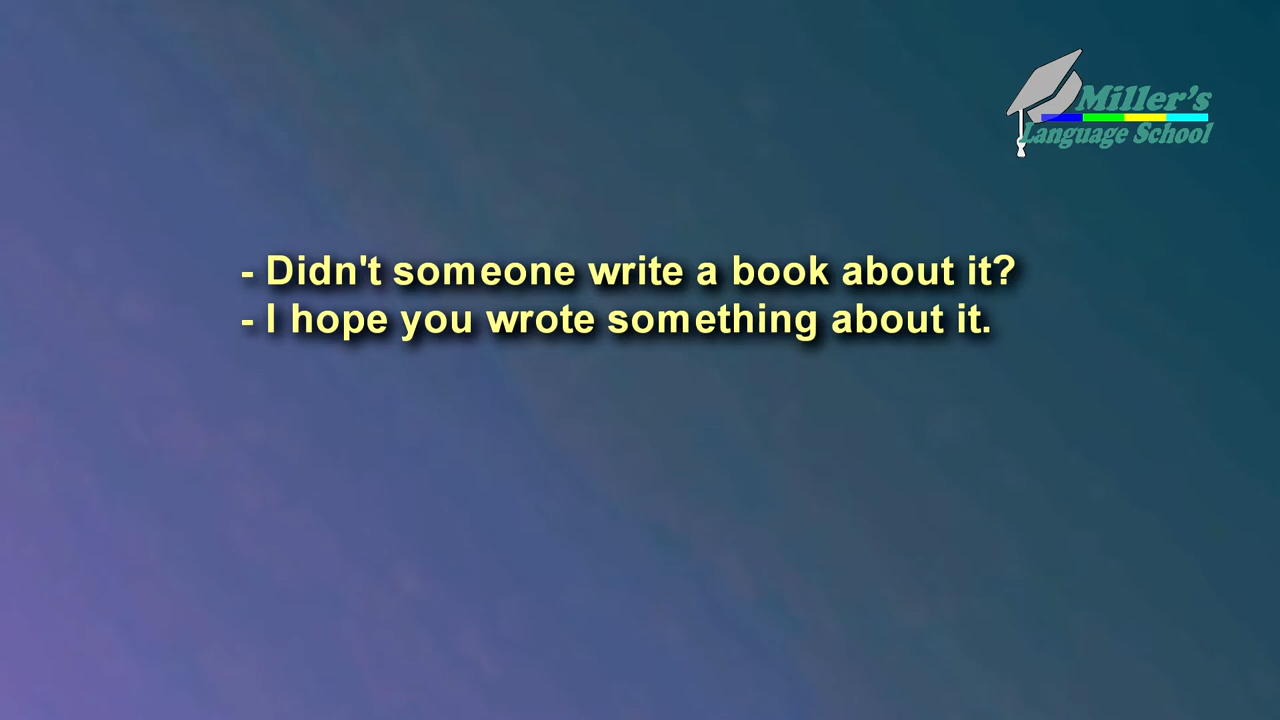 Miller's
Language School
- Didn't someone write a book about it?
- I hope you wrote something about it.